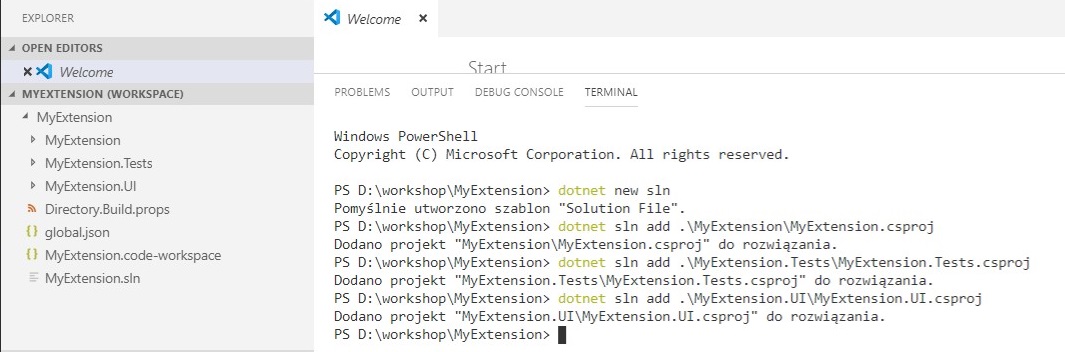 EXPLORER
OPEN EDITORS
Welcome
MYEXTENSION (WORKSPACE)
MyExtension
MyExtension
MyExtension.Tests
MyExtension.UI
Directory.Build.props
global.json
MyExtension.code-workspace
MyExtension.sln
Welcome
Start
PROBLEMS OUTPUT DEBUG CONSOLE TERMINAL
Windows PowerShell
Copyright (C) Microsoft Corporation. All rights reserved.
PS D:\workshop\MyExtension> dotnet new sln
Pomyślnie utworzono szablon "Solution File".
PS D:\workshop\MyExtension> dotnet sln add .\MyExtension\MyExtension.csproj
Dodano projekt "MyExtension\MyExtension.csproj" do rozwiązania.
PS D:\workshop\MyExtension> dotnet sln add .\MyExtension.Tests\MyExtension.Tests.csproj
Dodano projekt "MyExtension.Tests\MyExtension.Tests.csproj" do rozwiązania.
PS D:\workshop\MyExtension> dotnet sln add .\MyExtension.UI\MyExtension.UI.csproj
Dodano projekt "MyExtension.UI\MyExtension.UI.csproj" do rozwiązania.
PS D:\workshop\MyExtension>